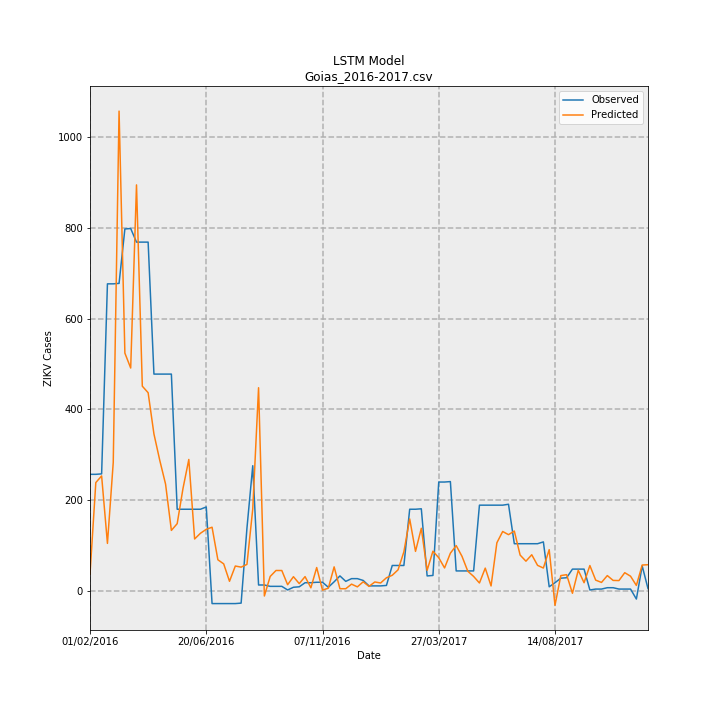 LSTM Model
Goias_2016-2017.csv
Observed
Predicted
1000
800
600
400
200
0
ZIKV Cases
01/02/2016 20/06/2016 07/11/2016 27/03/2017 14/08/2017
Date